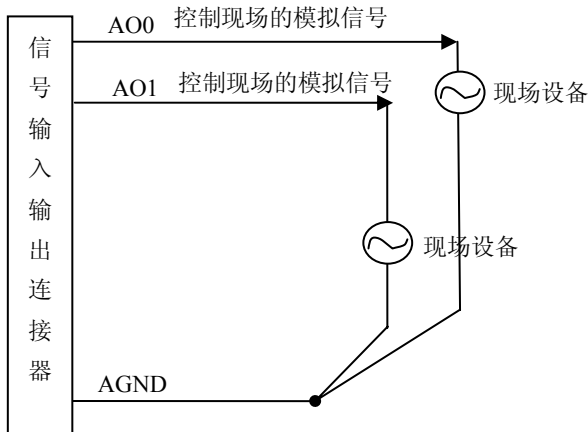 AO0 控制现场的模拟信号
AO1 控制现场的模拟信号
现场设备
现场设备
信号输入输出连接器
AGND